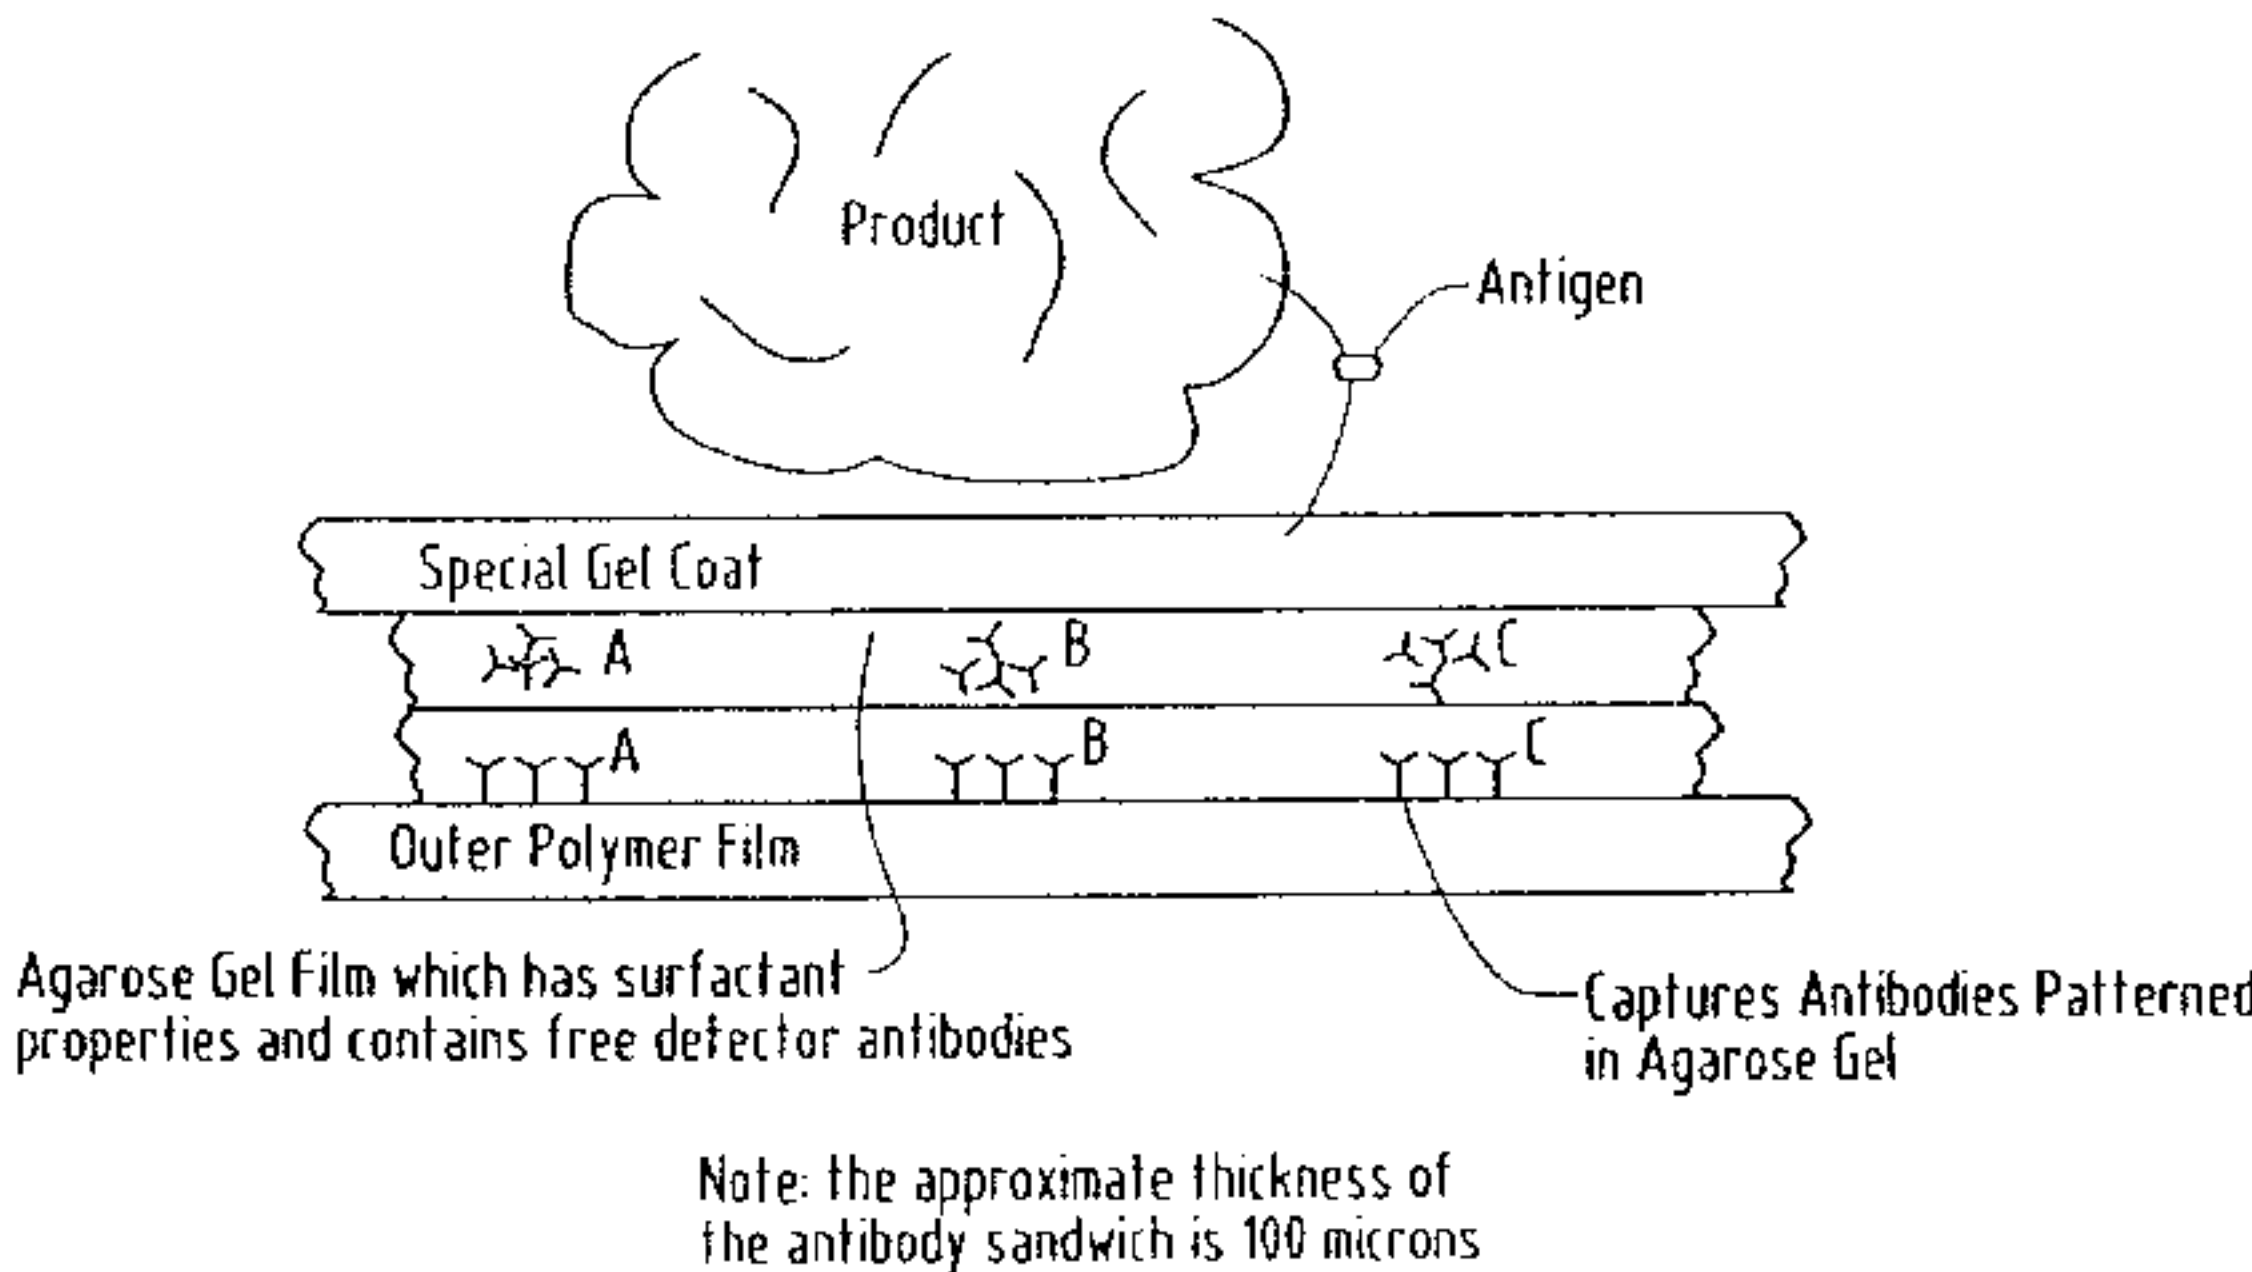 Product
Antigen
Special Gel Coat
A
B
C
A
B
C
Outer Polymer Film
Agarose Gel Film which has surfactant
properties and contains free detector antibodies
Captures Antibodies Patterned
in Agarose Gel
Note: the approximate thickness of
the antibody sandwich is 100 microns